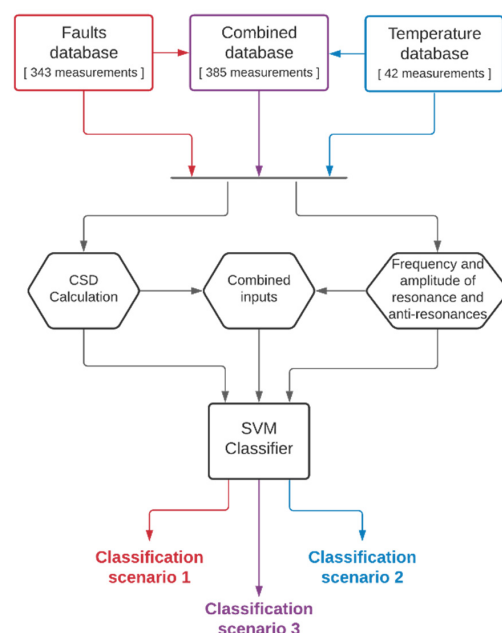 Faults
database
[ 343 measurements ]
Combined
database
[ 385 measurements ]
Temperature
database
[ 42 measurements ]
CSD
Calculation
Combined
inputs
Frequency and
amplitude of
resonance and
anti-resonances
SVM
Classifier
Classification
scenario 1
Classification
scenario 2
Classification
scenario 3